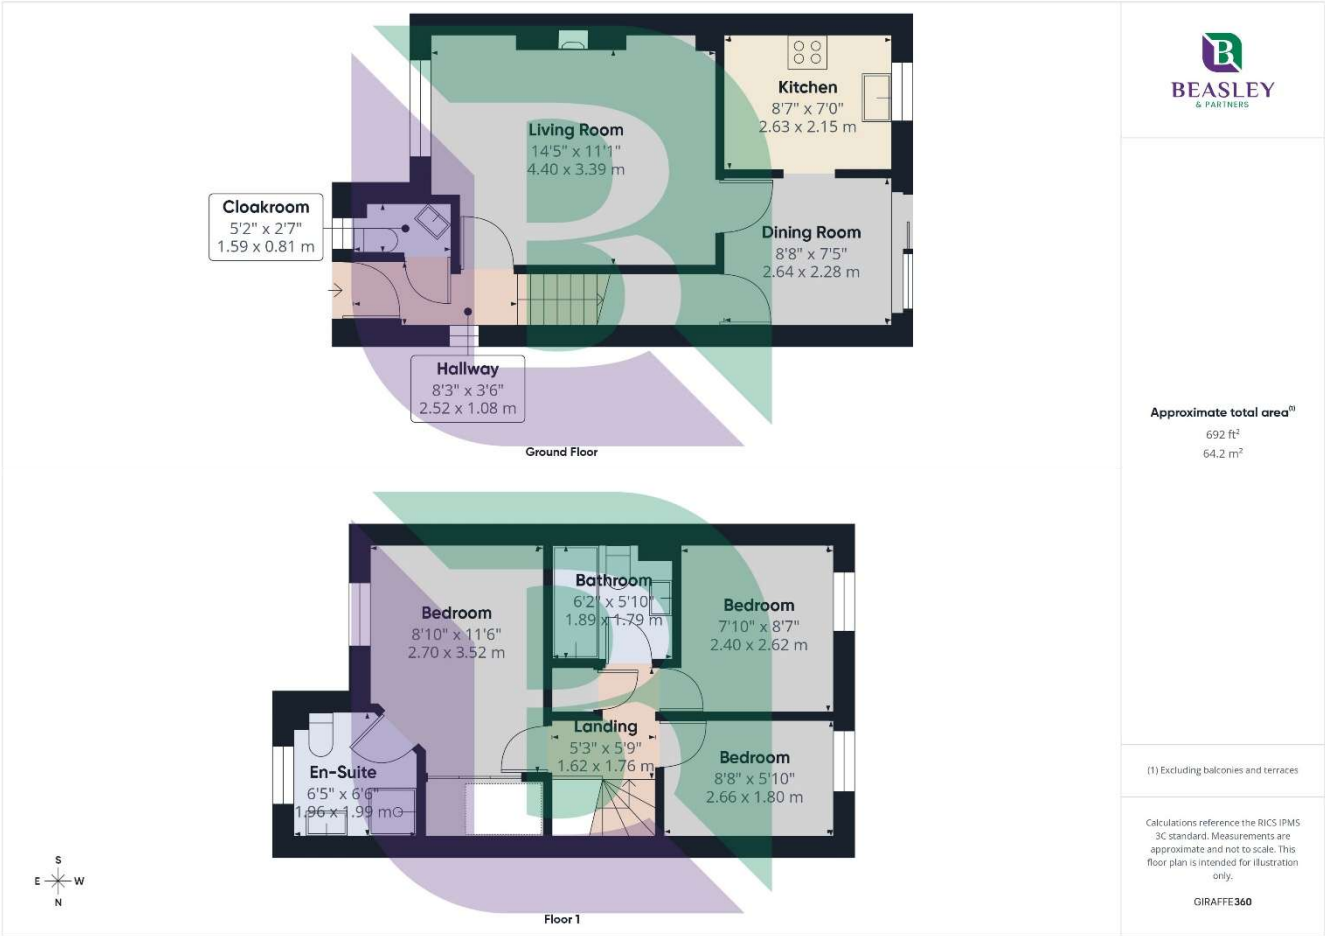 Living Room
14'5" x 11'1"
4.40 x 3.39 m
Kitchen
8'7" x 7'0"
2.63 x 2.15 m
Cloakroom
5'2" x 2'7"
1.59 x 0.81 m
Dining Room
8'8" x 7'5"
2.64 x 2.28 m
Hallway
8'3" x 3'6"
2.52 x 1.08 m
Ground Floor
Bedroom
8'10" x 11'6"
2.70 x 3.52 m
Bathroom
6'2" x 5'10"
1.89 x 1.79 m
Bedroom
7'10" x 8'7"
2.40 x 2.62 m
Landing
5'3" x 5'9"
1.62 x 1.76 m
Bedroom
8'8" x 5'10"
2.66 x 1.80 m
En-Suite
6'5" x 6'6"
1.96 x 1.99 m
Floor 1
S
E W
N
B
BEASLEY
& PARTNERS
Approximate total area(1)
692 ft²
64.2 m²
(1) Excluding balconies and terraces
Calculations reference the RICS IPMS
3C standard. Measurements are
approximate and not to scale. This
floor plan is intended for illustration
only.
GIRAFFE360